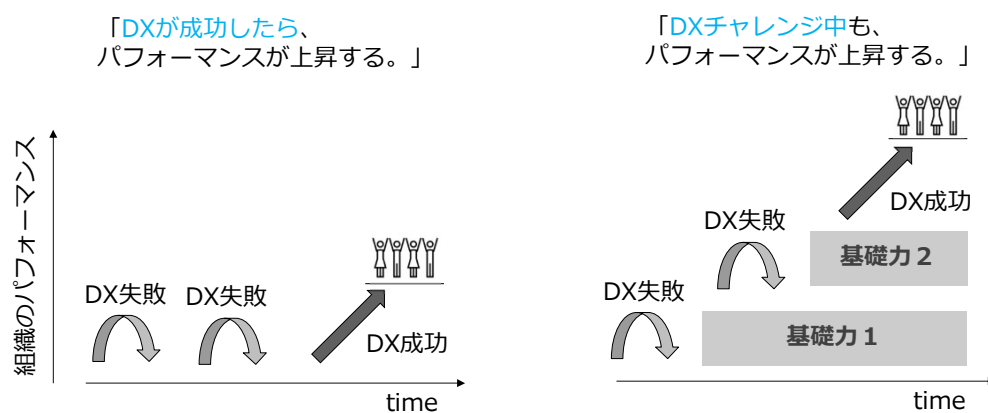 「DXが成功したら、
パフォーマンスが上昇する。」
組織のパフォーマンス
DX失敗
DX失敗
DX成功
time
「DXチャレンジ中も、
パフォーマンスが上昇する。」
DX成功
DX失敗
基礎力２
DX失敗
基礎力１
time